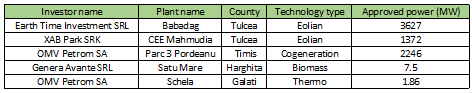 Investor name Plant name County Technology type Approved power (MW)
Earth Time Investment SRL Babadag Tulcea Eolian 3627
XAB Park SRK CEE Mahmudia Tulcea Eolian 1372
OMV Petrom SA Parc 3 Pordeanu Timis Cogeneration 2246
Genera Avante SRL Satu Mare Harghita Biomass 7.5
OMV Petrom SA Schela Galati Thermo 1.86